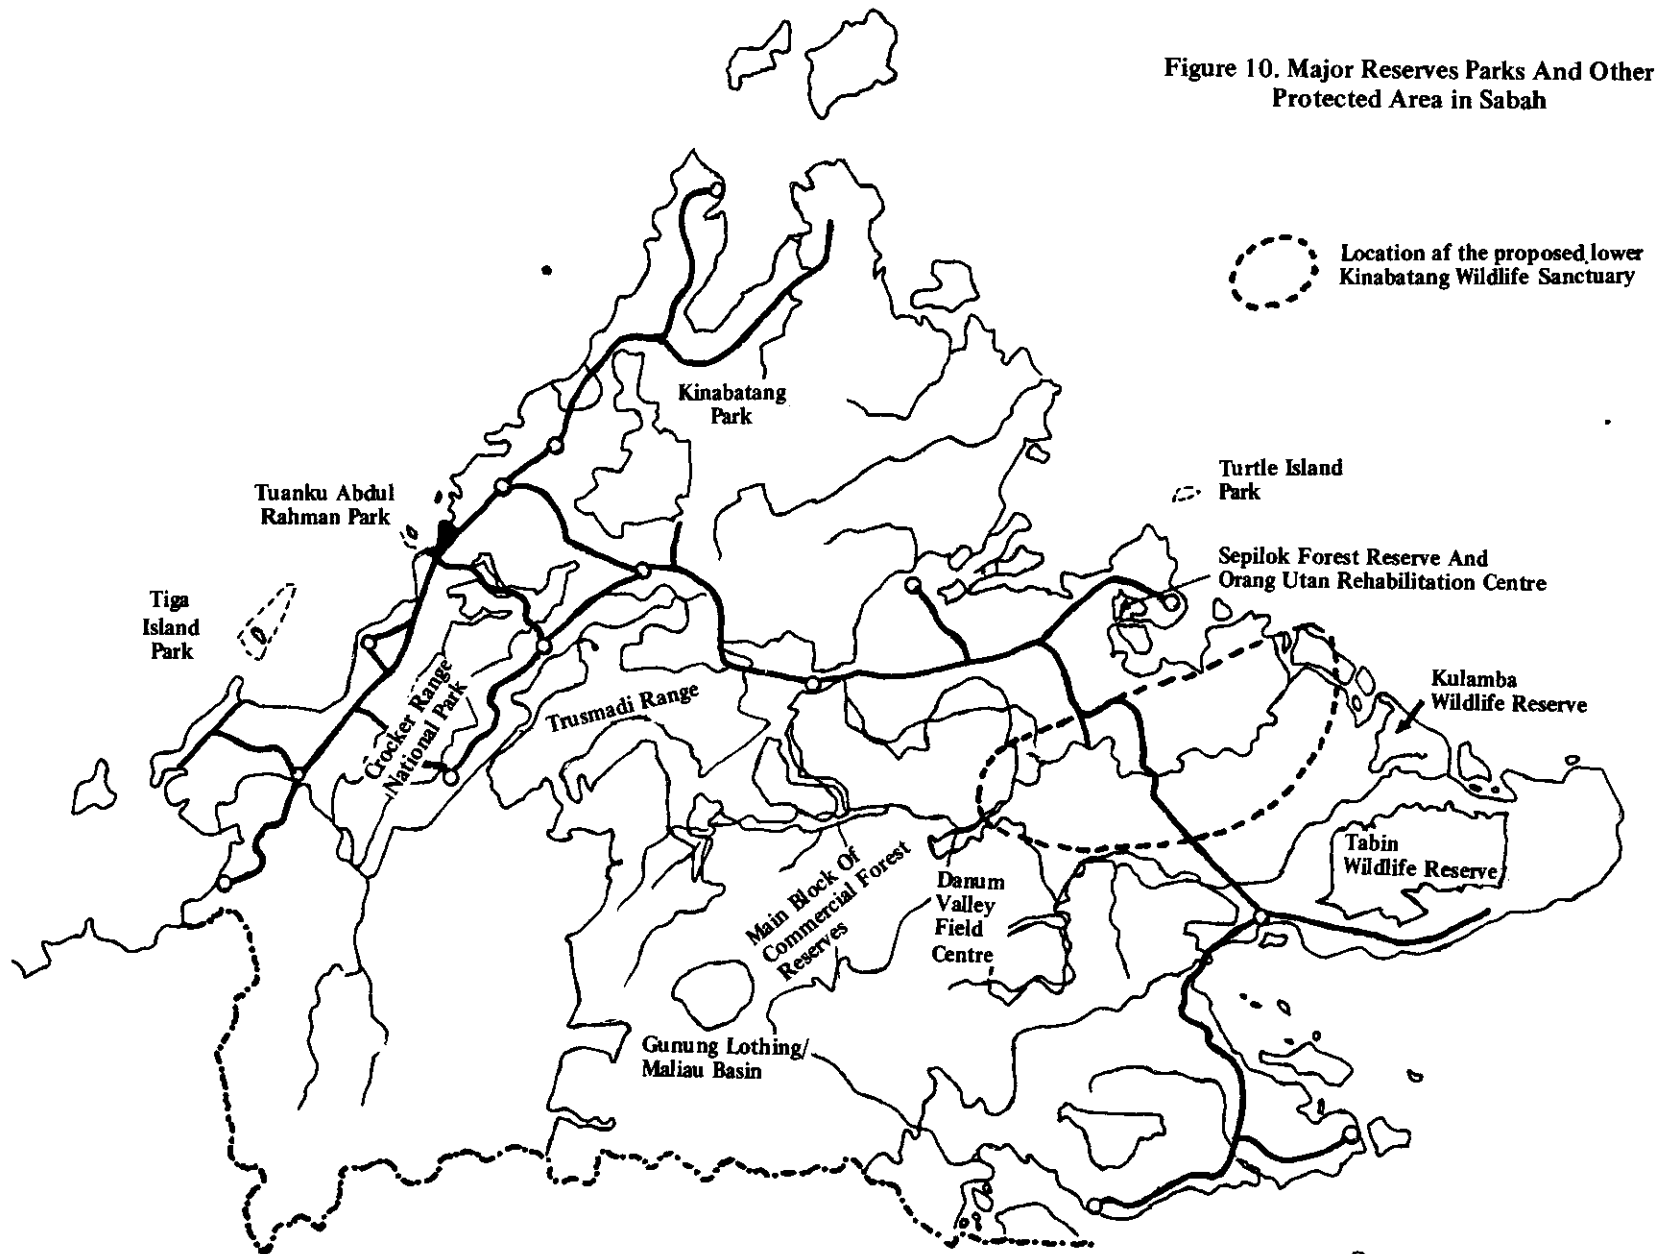 Figure 10. Major Reserves Parks And Other
Protected Area in Sabah
Location af the proposed lower
Kinabatang Wildlife Sanctuary
Kinabatang
Park
Turtle Island
Park
Tuanku Abdul
Rahman Park
Sepilok Forest Reserve And
Orang Utan Rehabilitation Centre
Tiga
Island
Park
Kulamba
Wildlife Reserve
Crocker Range
National Park
Trusmadi Range
Tabin
Wildlife Reserve
Main Block Of
Commercial Forest
Reserves
Danum
Valley
Field
Centre
Gunung Lothing/
Maliau Basin